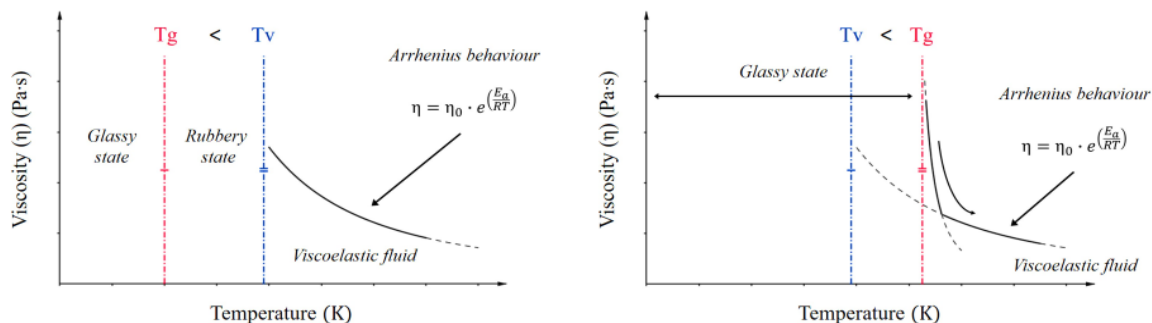 Tg < Tv
Arrhenius behaviour
η = η₀ · e^(Ea/RT)
Glassy
state
Rubbery
state
Viscoelastic fluid
Viscosity (η) (Pa·s)
Temperature (K)
Tv < Tg
Glassy state
Arrhenius behaviour
η = η₀ · e^(Ea/RT)
Viscoelastic fluid
Viscosity (η) (Pa·s)
Temperature (K)